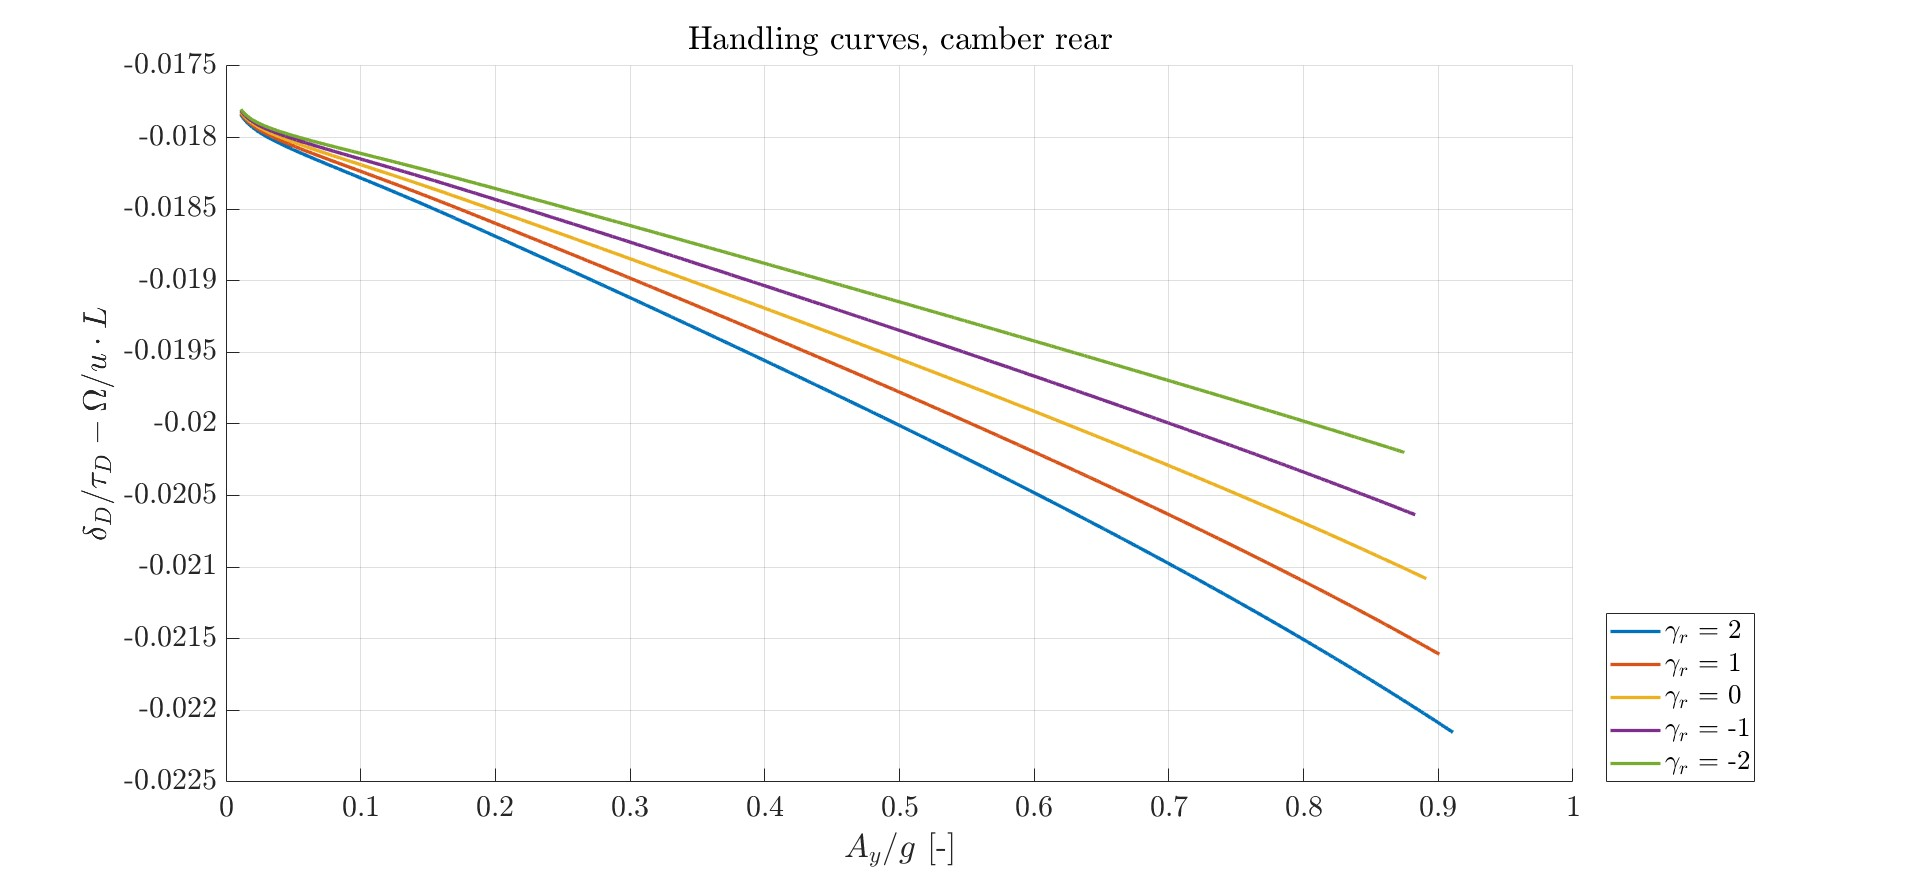 Handling curves, camber rear
-0.0175
-0.018
-0.0185
-0.019
-0.0195
-0.02
-0.0205
-0.021
-0.0215
-0.022
-0.0225
δ_D/τ_D − Ω/u · L
0 0.1 0.2 0.3 0.4 0.5 0.6 0.7 0.8 0.9 1
A_y/g [-]
γ_r = 2
γ_r = 1
γ_r = 0
γ_r = -1
γ_r = -2